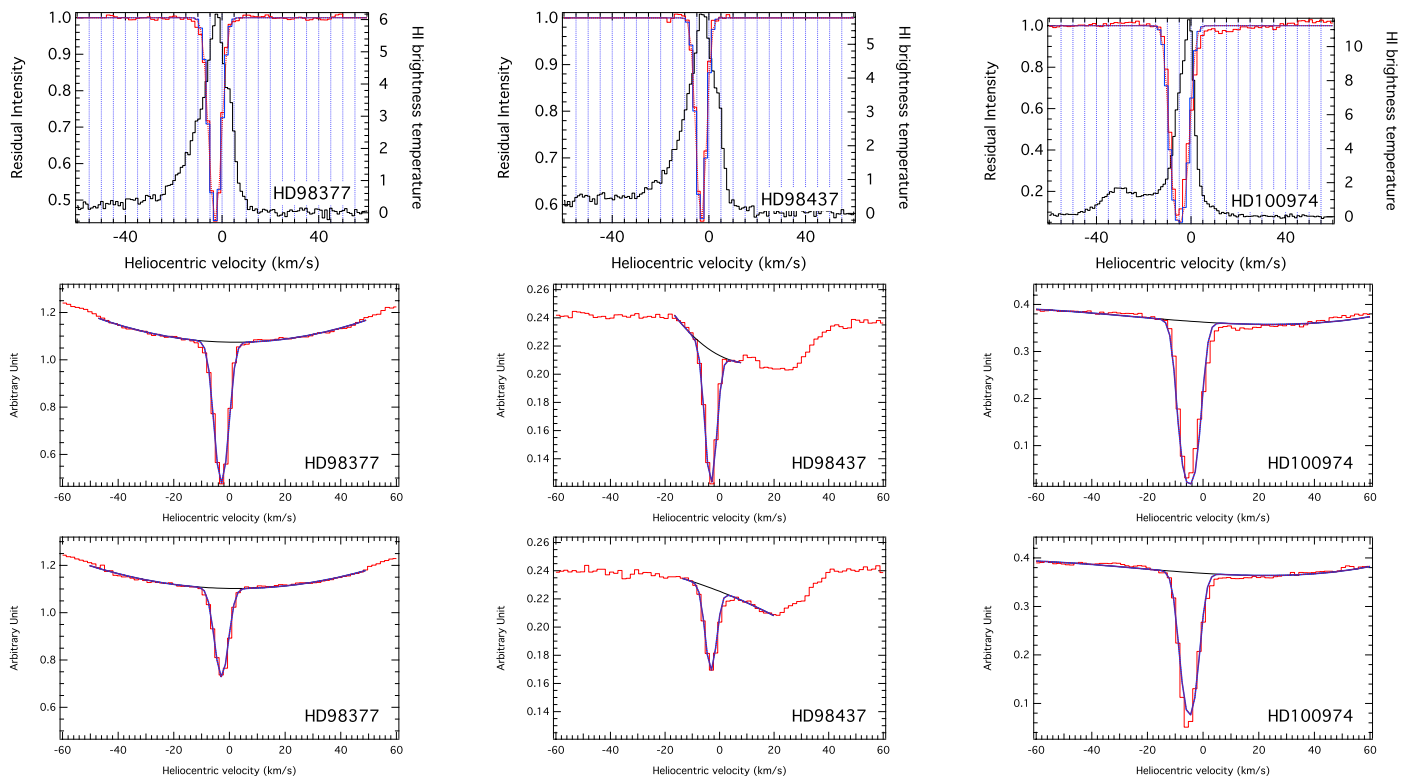 1.0
0.9
0.8
0.7
0.6
0.5
Residual Intensity
6
5
4
3
2
1
0
HI brightness temperature
HD98377
-40 0 40
Heliocentric velocity (km/s)
1.0
0.9
0.8
0.7
0.6
Residual Intensity
5
4
3
2
1
0
HI brightness temperature
HD98437
-40 0 40
Heliocentric velocity (km/s)
1.0
0.8
0.6
0.4
0.2
Residual Intensity
10
8
6
4
2
0
HI brightness temperature
HD100974
-40 0 40
Heliocentric velocity (km/s)
1.2
1.0
0.8
0.6
Arbitrary Unit
HD98377
-60 -40 -20 0 20 40 60
Heliocentric velocity (km/s)
0.26
0.24
0.22
0.20
0.18
0.16
0.14
Arbitrary Unit
HD98437
-60 -40 -20 0 20 40 60
Heliocentric velocity (km/s)
0.4
0.3
0.2
0.1
Arbitrary Unit
HD100974
-60 -40 -20 0 20 40 60
Heliocentric velocity (km/s)
1.2
1.0
0.8
0.6
Arbitrary Unit
HD98377
-60 -40 -20 0 20 40 60
Heliocentric velocity (km/s)
0.26
0.24
0.22
0.20
0.18
0.16
0.14
Arbitrary Unit
HD98437
-60 -40 -20 0 20 40 60
Heliocentric velocity (km/s)
0.4
0.3
0.2
0.1
Arbitrary Unit
HD100974
-60 -40 -20 0 20 40 60
Heliocentric velocity (km/s)